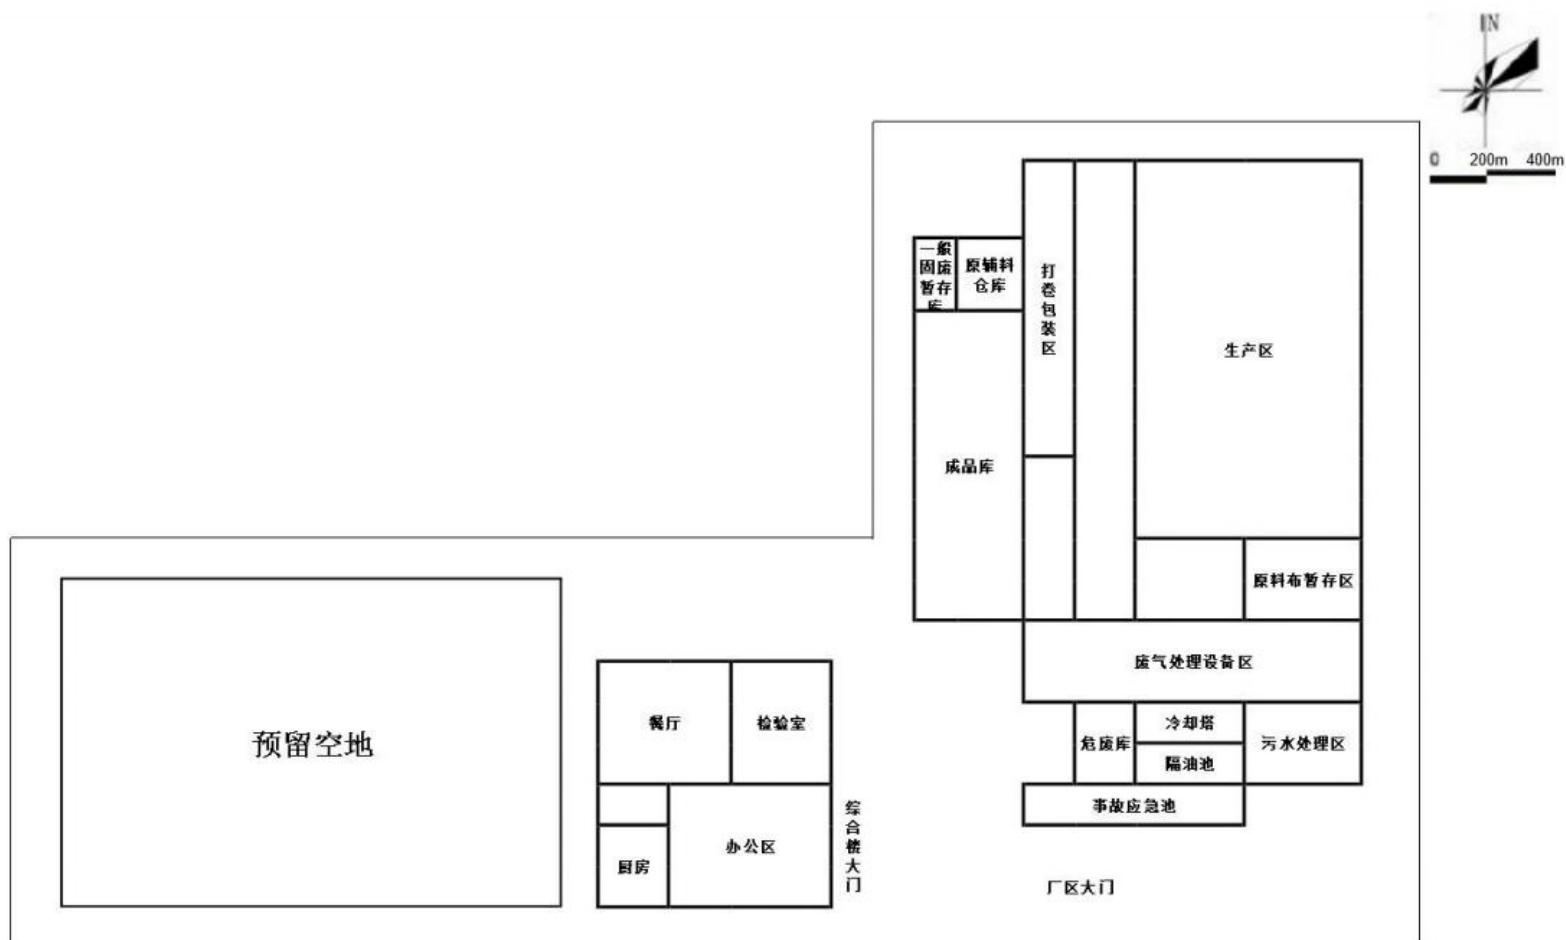 N
0 200m 400m
一般
固废
暂存
库
原辅料
仓库
打
卷
包
装
区
生产区
成品库
原料布暂存区
废气处理设备区
餐厅
检验室
危废库
冷却塔
隔油池
污水处理区
预留空地
事故应急池
综
合
楼
大
门
办公区
厨房
厂区大门